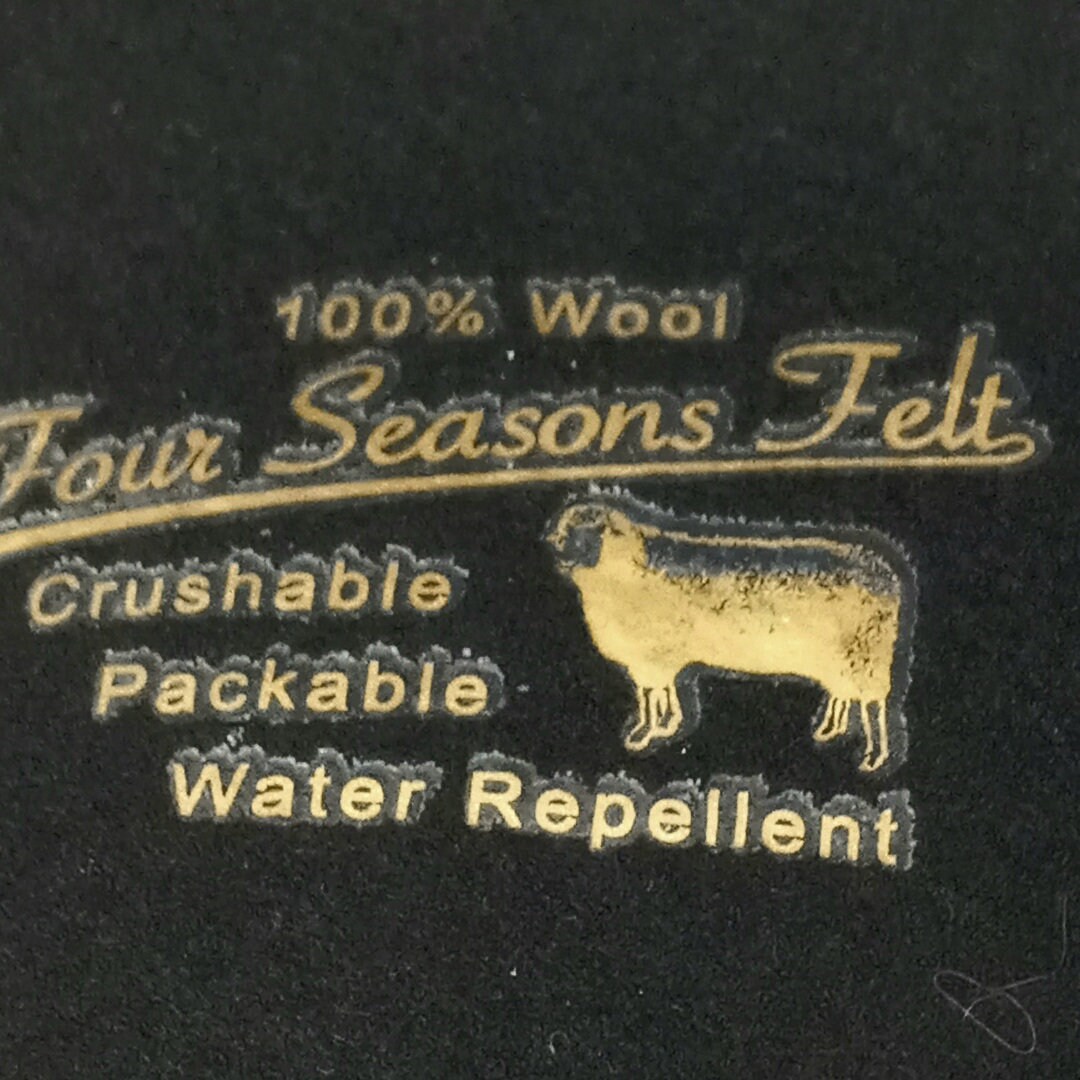 100% Wool
Four Seasons Felt
Crushable
Packable
Water Repellent